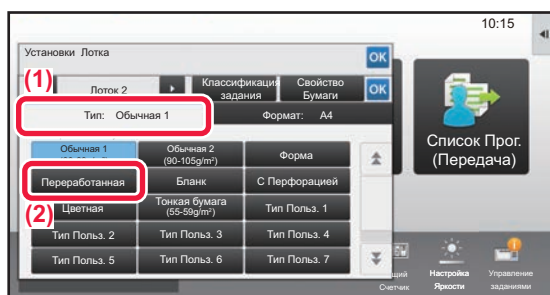 10:15
Установки Лотка
OK
(1)
Лоток 2
Классификация задания
Свойство Бумаги
OK
Тип: Обычная 1
Формат: A4
Обычная 1
Обычная 2
(90-105g/m²)
Форма
Переработанная
Бланк
С Перфорацией
(2)
Цветная
Тонкая бумага
(55-59g/m²)
Тип Польз. 1
Тип Польз. 2
Тип Польз. 3
Тип Польз. 4
Тип Польз. 5
Тип Польз. 6
Тип Польз. 7
Список Прог.
(Передача)
Счетчик
Настройка
Яркости
Управление
заданиями